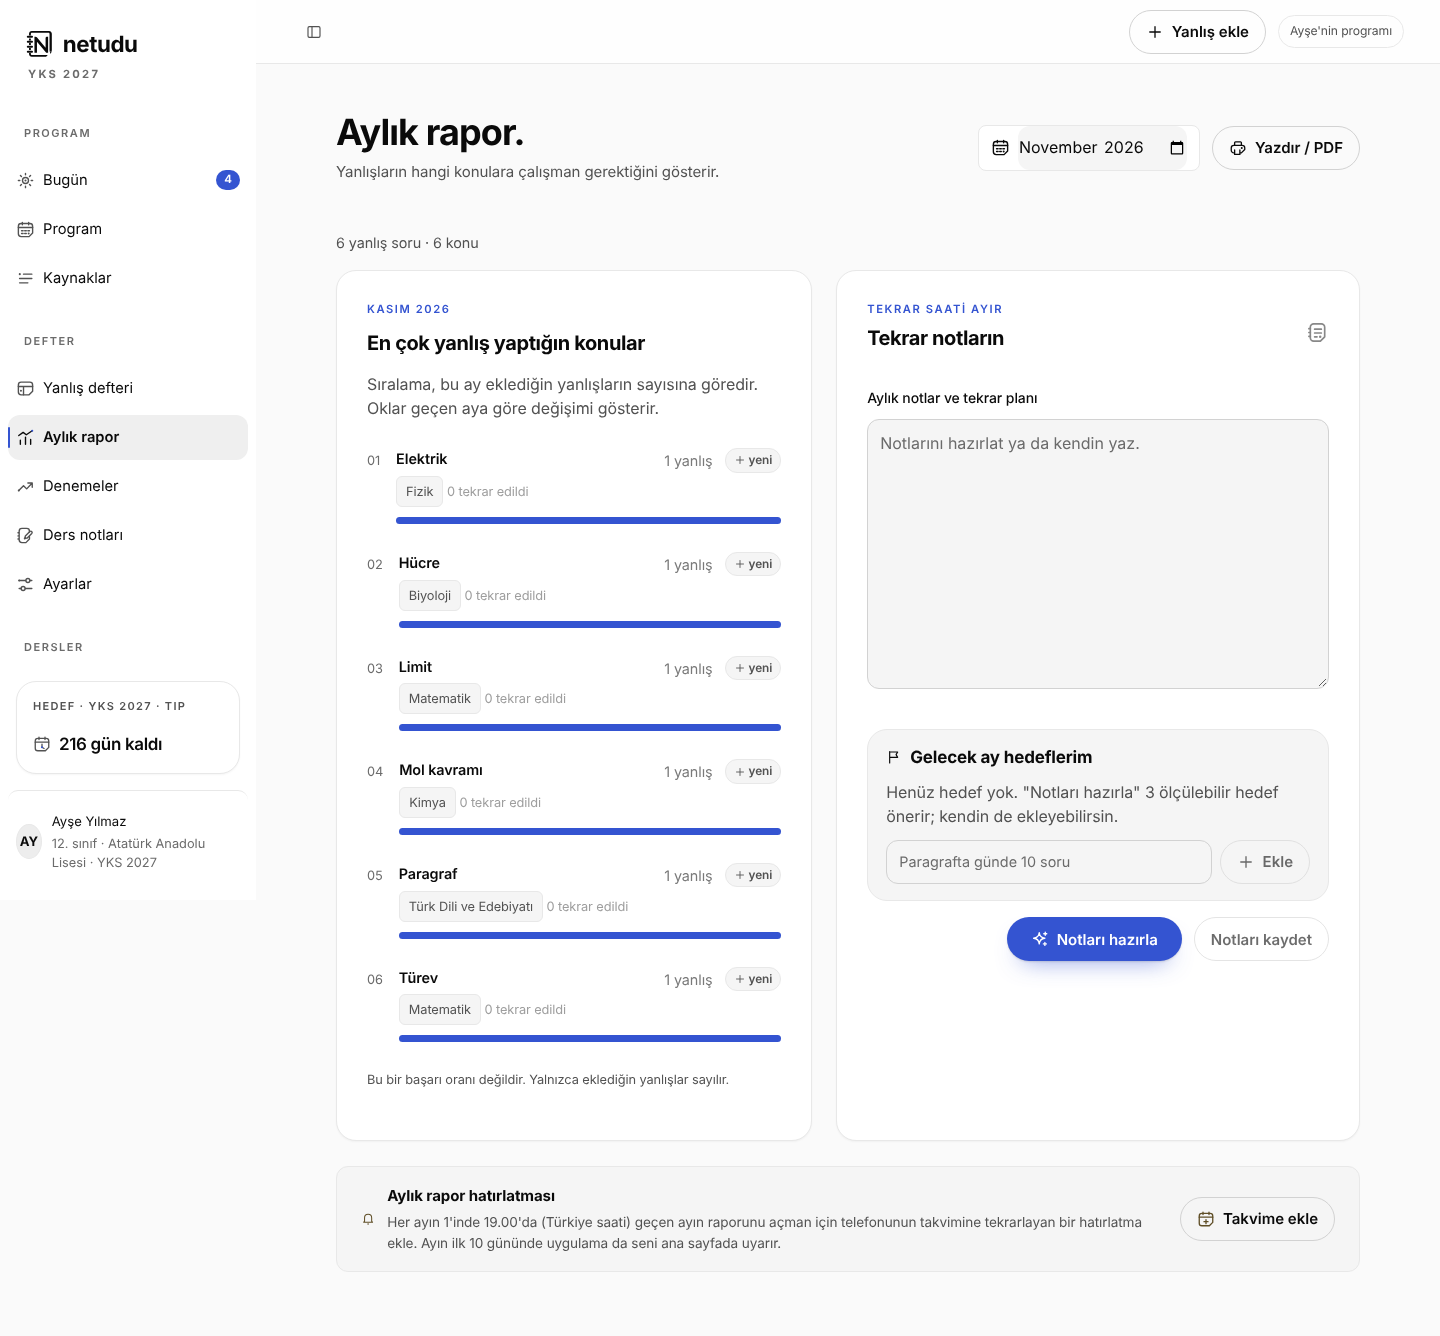 netudu
YKS 2027
PROGRAM
Bugün 4
Program
Kaynaklar
DEFTER
Yanlış defteri
Aylık rapor
Denemeler
Ders notları
Ayarlar
DERSLER
HEDEF · YKS 2027 · TIP
216 gün kaldı
AY
Ayşe Yılmaz
12. sınıf · Atatürk Anadolu
Lisesi · YKS 2027
Yanlış ekle
Ayşe'nin programı
Aylık rapor.
Yanlışların hangi konulara çalışman gerektiğini gösterir.
November 2026
Yazdır / PDF
6 yanlış soru · 6 konu
KASIM 2026
En çok yanlış yaptığın konular
Sıralama, bu ay eklediğin yanlışların sayısına göredir.
Oklar geçen aya göre değişimi gösterir.
01 Elektrik 1 yanlış + yeni
Fizik 0 tekrar edildi
02 Hücre 1 yanlış + yeni
Biyoloji 0 tekrar edildi
03 Limit 1 yanlış + yeni
Matematik 0 tekrar edildi
04 Mol kavramı 1 yanlış + yeni
Kimya 0 tekrar edildi
05 Paragraf 1 yanlış + yeni
Türk Dili ve Edebiyatı 0 tekrar edildi
06 Türev 1 yanlış + yeni
Matematik 0 tekrar edildi
Bu bir başarı oranı değildir. Yalnızca eklediğin yanlışlar sayılır.
TEKRAR SAATİ AYIR
Tekrar notların
Aylık notlar ve tekrar planı
Notlarını hazırlat ya da kendin yaz.
Gelecek ay hedeflerim
Henüz hedef yok. "Notları hazırla" 3 ölçülebilir hedef
önerir; kendin de ekleyebilirsin.
Paragrafta günde 10 soru
+ Ekle
Notları hazırla
Notları kaydet
Aylık rapor hatırlatması
Her ayın 1'inde 19.00'da (Türkiye saati) geçen ayın raporunu açman için telefonunun takvimine tekrarlayan bir hatırlatma
ekle. Ayın ilk 10 gününde uygulama da seni ana sayfada uyarır.
Takvime ekle